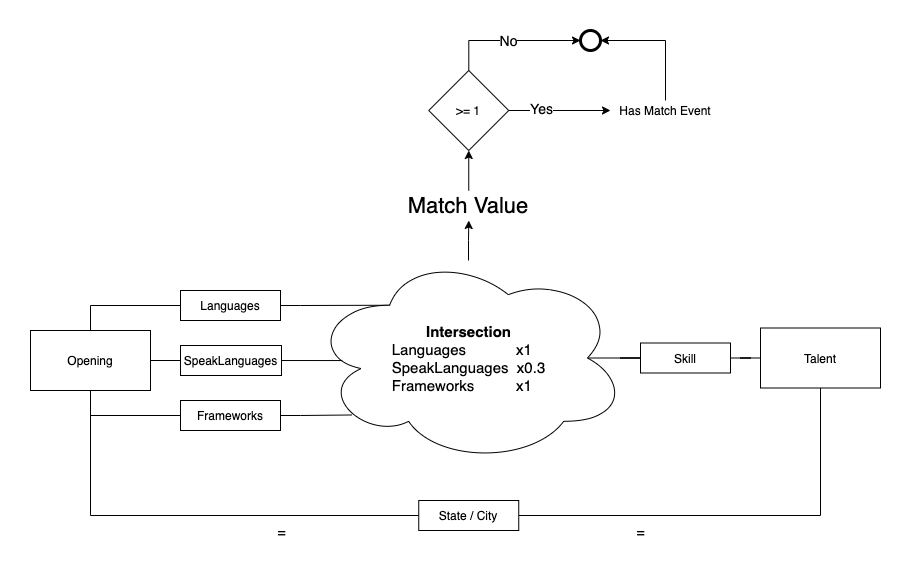 No
>= 1
Yes
Has Match Event
Match Value
Languages
Opening
SpeakLanguages
Frameworks
Intersection
Languages x1
SpeakLanguages x0.3
Frameworks x1
Skill
Talent
State / City
=
=